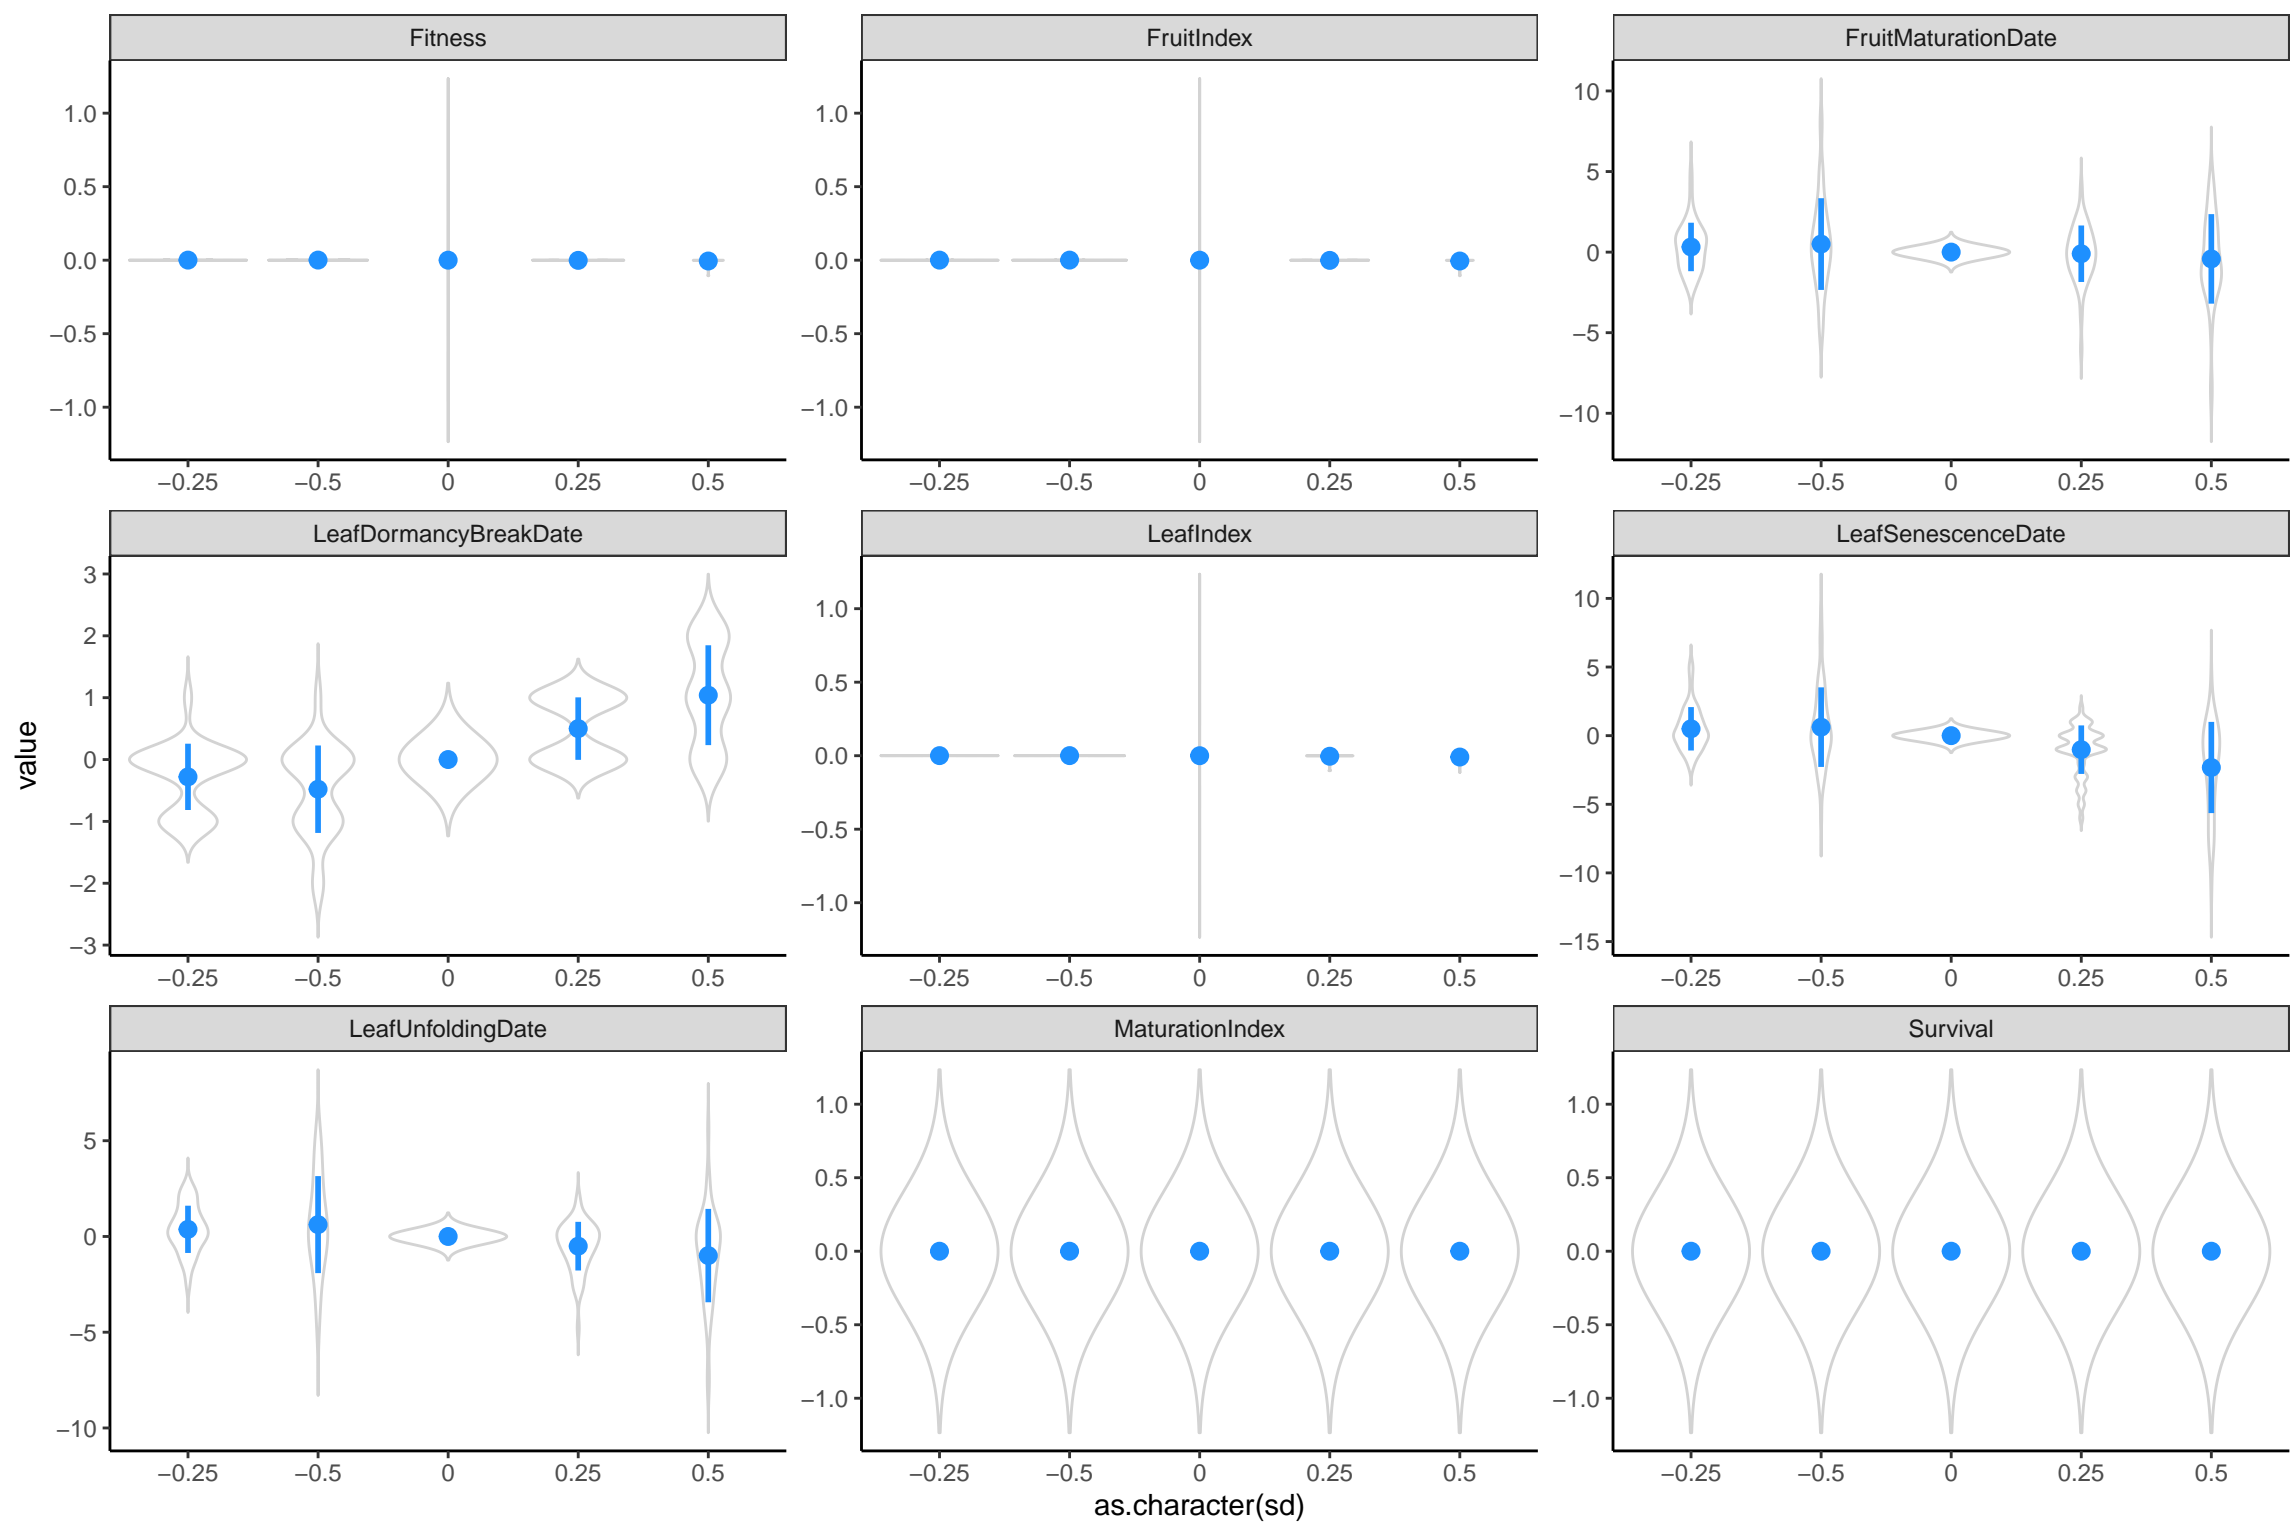 Fitness FruitIndex FruitMaturationDate
1.0 1.0 10
0.5 0.5 5
0.0 0.0 0
−0.5 −0.5 −5
−1.0 −1.0 −10
−0.25 −0.5 0 0.25 0.5 −0.25 −0.5 0 0.25 0.5 −0.25 −0.5 0 0.25 0.5
LeafDormancyBreakDate LeafIndex LeafSenescenceDate
3
2 1.0 10
1 0.5 5
0 0.0 0
−1 −0.5 −5
−2 −1.0 −10
−3 −15
−0.25 −0.5 0 0.25 0.5 −0.25 −0.5 0 0.25 0.5 −0.25 −0.5 0 0.25 0.5
value
LeafUnfoldingDate MaturationIndex Survival
1.0 1.0
5 0.5 0.5
0 0.0 0.0
−5 −0.5 −0.5
−10 −1.0 −1.0
−0.25 −0.5 0 0.25 0.5 −0.25 −0.5 0 0.25 0.5 −0.25 −0.5 0 0.25 0.5
as.character(sd)